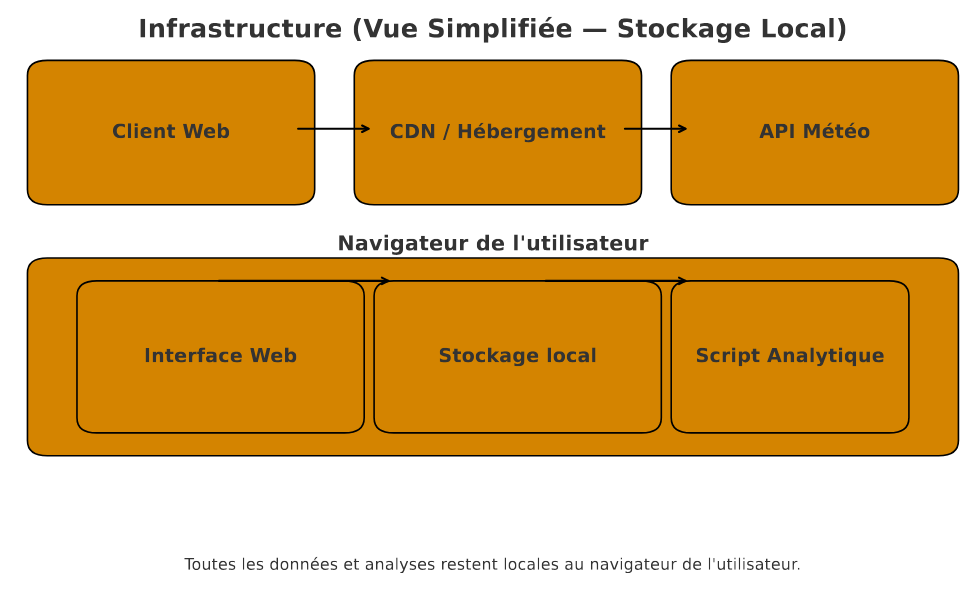 Infrastructure (Vue Simplifiée — Stockage Local)
Client Web
CDN / Hébergement
API Météo
Navigateur de l'utilisateur
Interface Web
Stockage local
Script Analytique
Toutes les données et analyses restent locales au navigateur de l'utilisateur.